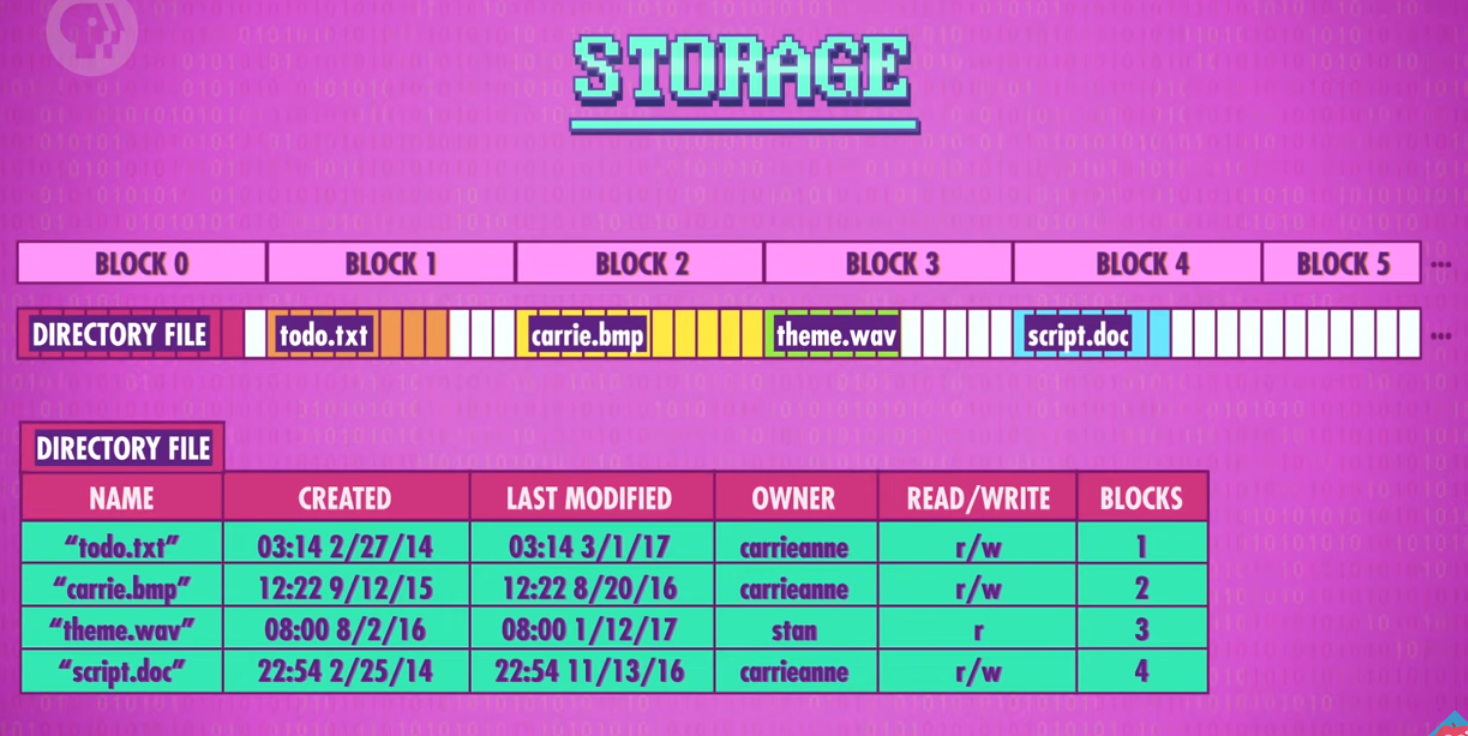 STORAGE
BLOCK 0 BLOCK 1 BLOCK 2 BLOCK 3 BLOCK 4 BLOCK 5 ...
DIRECTORY FILE todo.txt carrie.bmp theme.wav script.doc ...
DIRECTORY FILE
NAME CREATED LAST MODIFIED OWNER READ/WRITE BLOCKS
“todo.txt” 03:14 2/27/14 03:14 3/1/17 carrieanne r/w 1
“carrie.bmp” 12:22 9/12/15 12:22 8/20/16 carrieanne r/w 2
“theme.wav” 08:00 8/2/16 08:00 1/12/17 stan r 3
“script.doc” 22:54 2/25/14 22:54 11/13/16 carrieanne r/w 4